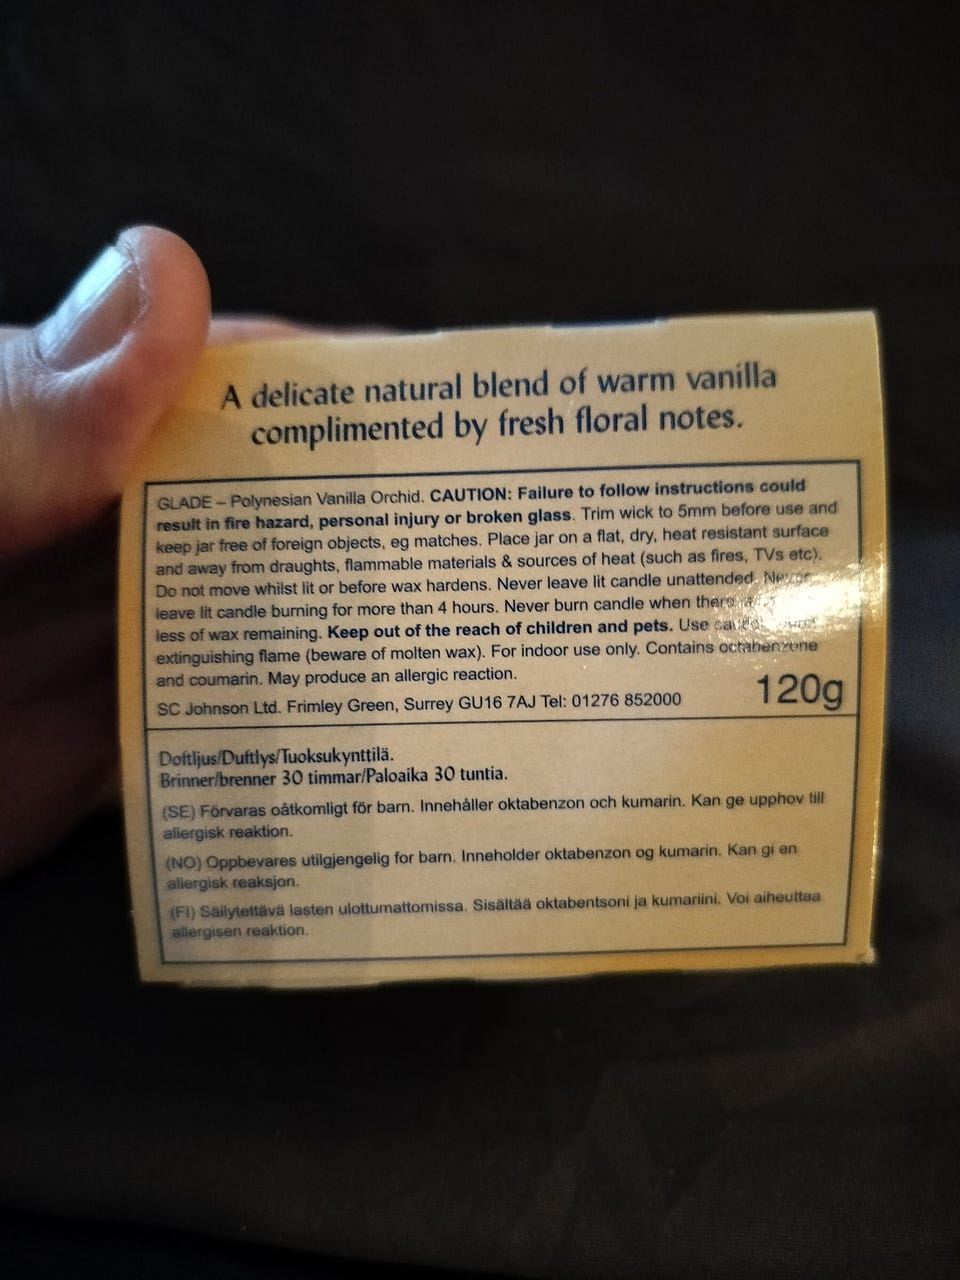 A delicate natural blend of warm vanilla
complimented by fresh floral notes.
GLADE – Polynesian Vanilla Orchid. CAUTION: Failure to follow instructions could
result in fire hazard, personal injury or broken glass. Trim wick to 5mm before use and
keep jar free of foreign objects, eg matches. Place jar on a flat, dry, heat resistant surface
and away from draughts, flammable materials & sources of heat (such as fires, TVs etc).
Do not move whilst lit or before wax hardens. Never leave lit candle unattended. Never
leave lit candle burning for more than 4 hours. Never burn candle when there
less of wax remaining. Keep out of the reach of children and pets. Use
extinguishing flame (beware of molten wax). For indoor use only. Contains octabenzone
and coumarin. May produce an allergic reaction.
SC Johnson Ltd. Frimley Green, Surrey GU16 7AJ Tel: 01276 852000
120g
Doftljus/Duftlys/Tuoksukynttilä.
Brinner/brenner 30 timmar/Paloaika 30 tuntia.
(SE) Förvaras oåtkomligt för barn. Innehåller oktabenzon och kumarin. Kan ge upphov till
allergisk reaktion.
(NO) Oppbevares utilgjengelig for barn. Inneholder oktabenzon og kumarin. Kan gi en
allergisk reaksjon.
(FI) Säilytettävä lasten ulottumattomissa. Sisältää oktabentsoni ja kumariini. Voi aiheuttaa
allergisen reaktion.